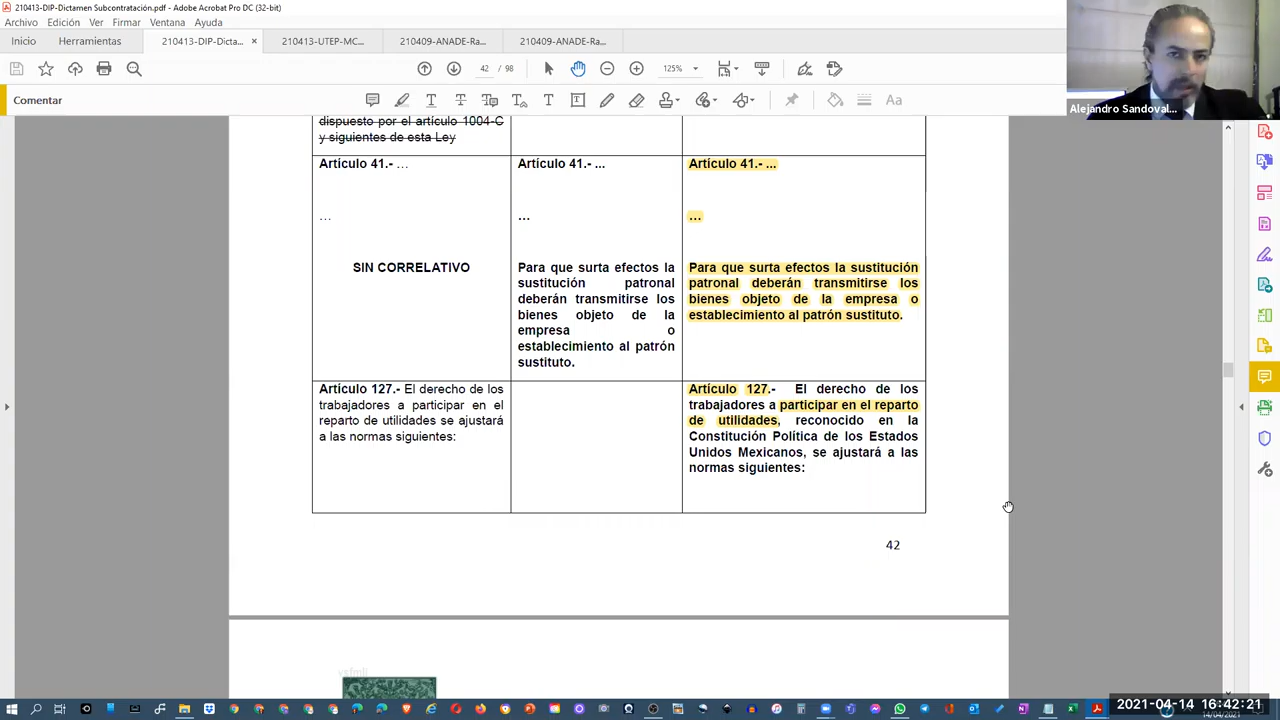 210413-DIP-Dictamen Subcontratación.pdf - Adobe Acrobat Pro DC (32-bit)
Archivo Edición Ver Firmar Ventana Ayuda
Inicio Herramientas 210413-DIP-Dicta... × 210413-UTEP-MC... 210409-ANADE-Ra... 210409-ANADE-Ra...
42 / 98 125%
Comentar
Alejandro Sandoval...
dispuesto por el artículo 1004-C
y siguientes de esta Ley
Artículo 41.- ...
...
SIN CORRELATIVO
Artículo 41.- ...
...
Para que surta efectos la
sustitución patronal
deberán transmitirse los
bienes objeto de la
empresa o
establecimiento al patrón
sustituto.
Artículo 41.- ...
...
Para que surta efectos la sustitución
patronal deberán transmitirse los
bienes objeto de la empresa o
establecimiento al patrón sustituto.
Artículo 127.- El derecho de los
trabajadores a participar en el
reparto de utilidades se ajustará
a las normas siguientes:
Artículo 127.- El derecho de los
trabajadores a participar en el reparto
de utilidades, reconocido en la
Constitución Política de los Estados
Unidos Mexicanos, se ajustará a las
normas siguientes:
42
2021-04-14 16:42:21
14/04/2021